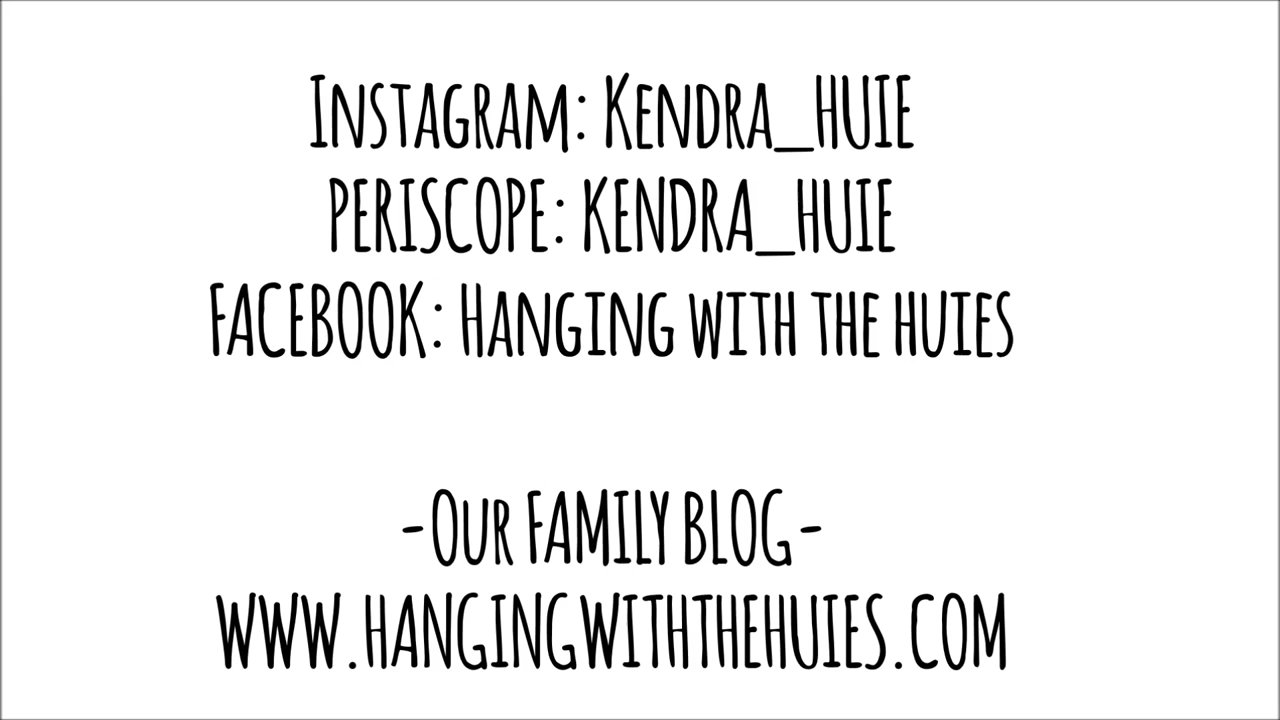 Instagram: Kendra_HUIE
PERISCOPE: KENDRA_HUIE
FACEBOOK: Hanging with the huies
-Our FAMILY BLOG-
WWW.HANGINGWITHTHEHUIES.COM